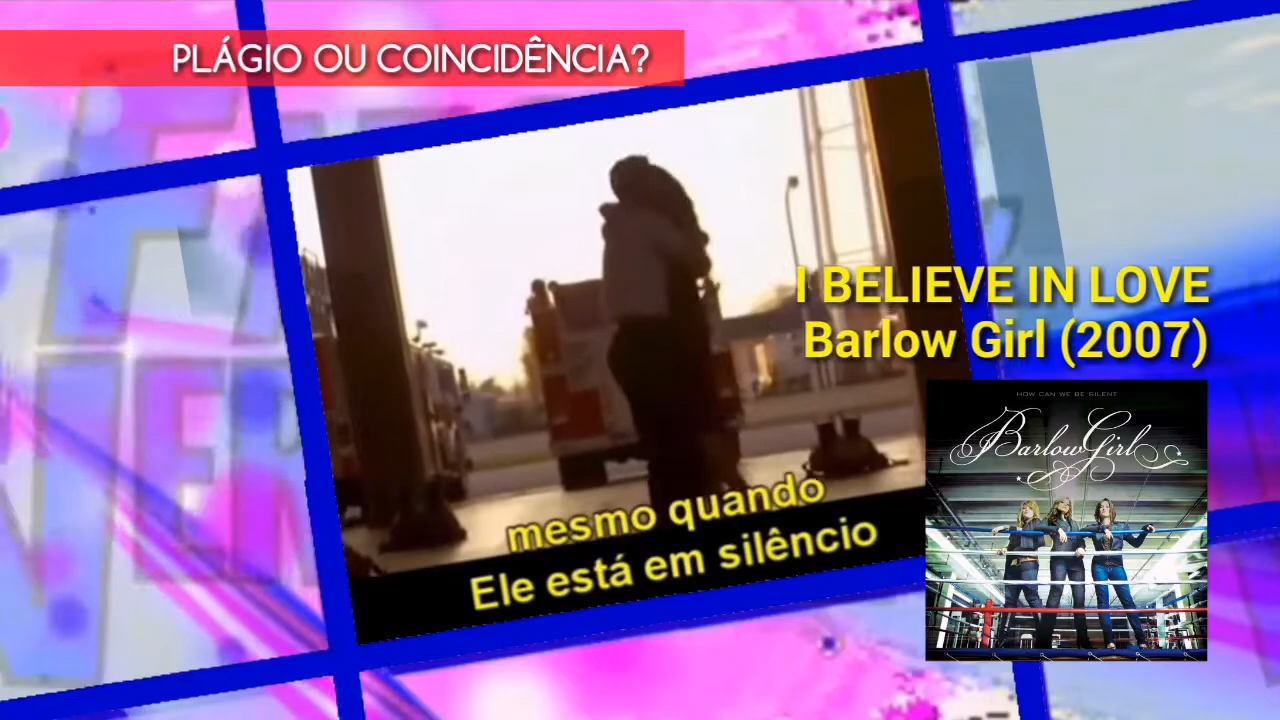 PLÁGIO OU COINCIDÊNCIA?
I BELIEVE IN LOVE
Barlow Girl (2007)
HOW CAN WE BE SILENT
BarlowGirl
mesmo quando
Ele está em silêncio